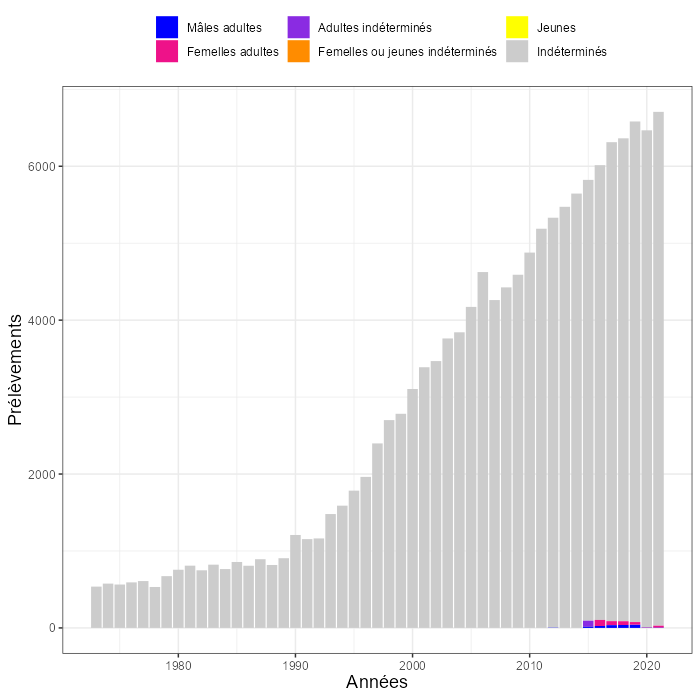 Mâles adultes
Adultes indéterminés
Jeunes
Femelles adultes
Femelles ou jeunes indéterminés
Indéterminés
6000
4000
2000
0
Prélèvements
1980
1990
2000
2010
2020
Années